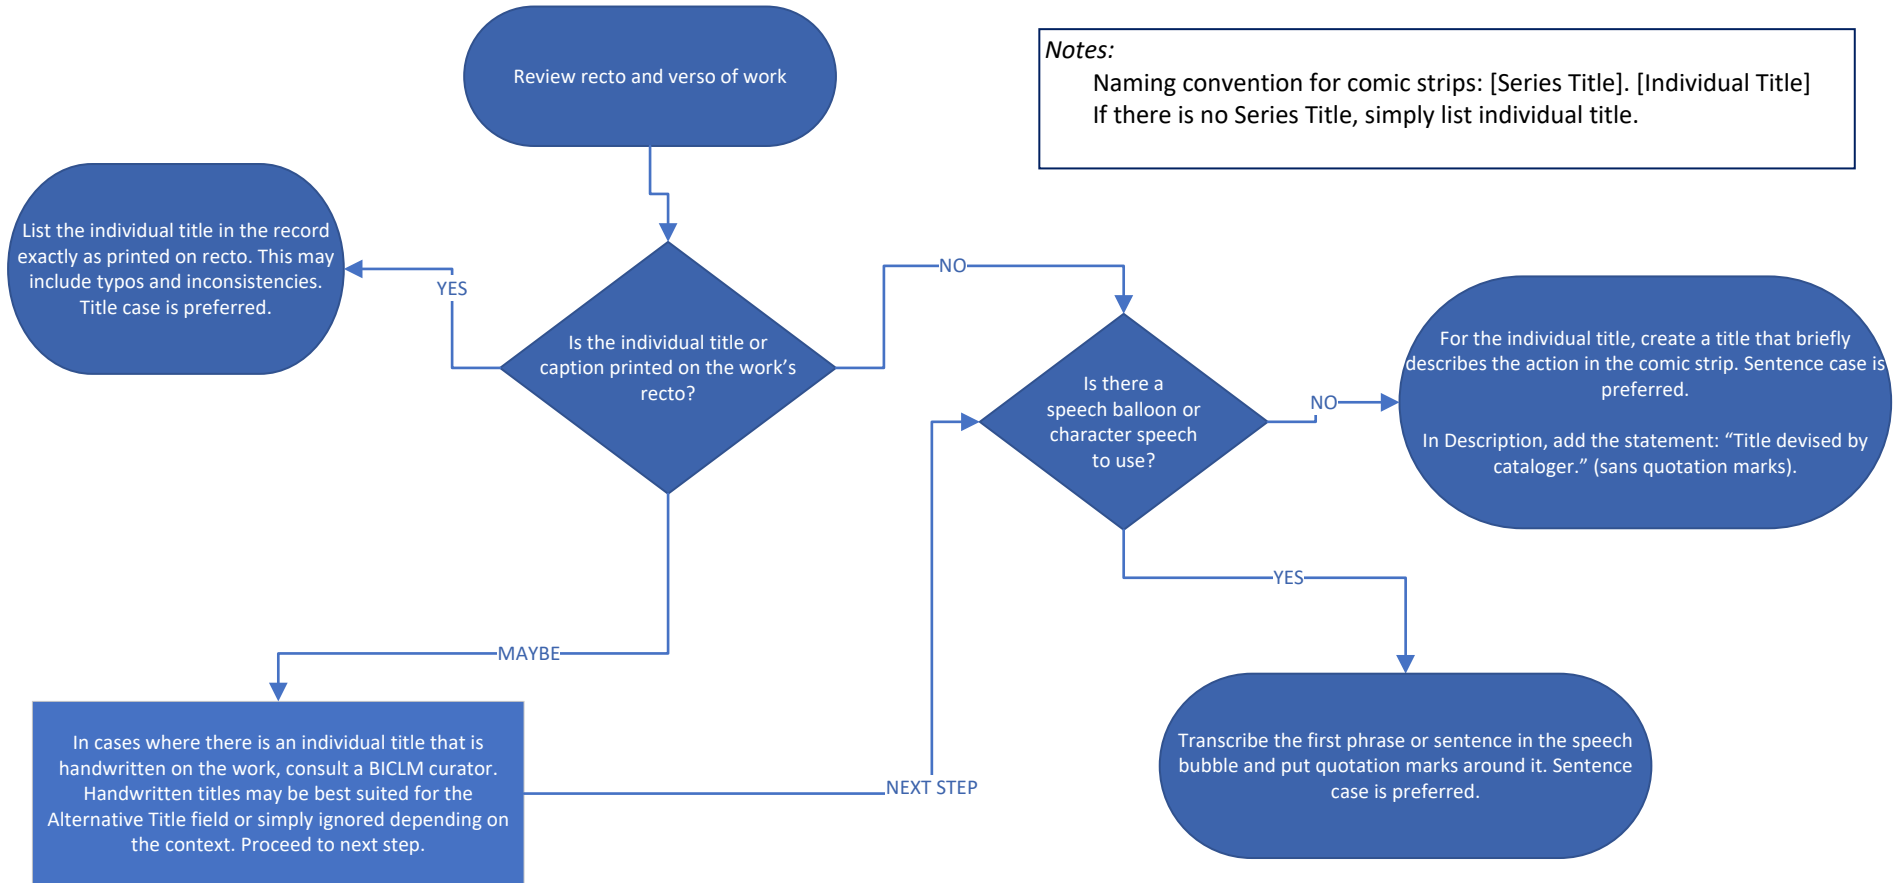 Review recto and verso of work
Notes:
Naming convention for comic strips: [Series Title]. [Individual Title]
If there is no Series Title, simply list individual title.
List the individual title in the record
exactly as printed on recto. This may
include typos and inconsistencies.
Title case is preferred.
YES
Is the individual title or
caption printed on the work’s
recto?
NO
Is there a
speech balloon or
character speech
to use?
NO
For the individual title, create a title that briefly
describes the action in the comic strip. Sentence case is
preferred.
In Description, add the statement: “Title devised by
cataloger.” (sans quotation marks).
MAYBE
YES
In cases where there is an individual title that is
handwritten on the work, consult a BICLM curator.
Handwritten titles may be best suited for the
Alternative Title field or simply ignored depending on
the context. Proceed to next step.
NEXT STEP
Transcribe the first phrase or sentence in the speech
bubble and put quotation marks around it. Sentence
case is preferred.